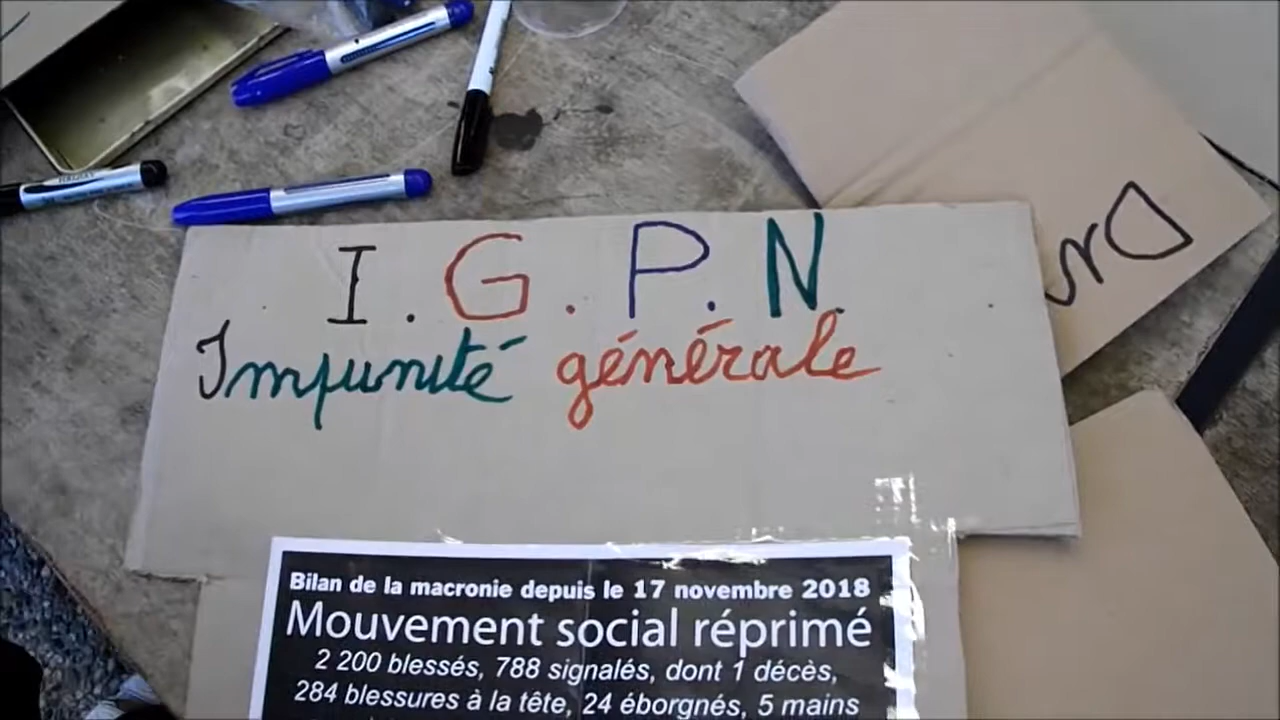 I.G.P.N.
Impunité générale
Bilan de la macronie depuis le 17 novembre 2018
Mouvement social réprimé
2 200 blessés, 788 signalés, dont 1 décès,
284 blessures à la tête, 24 éborgnés, 5 mains